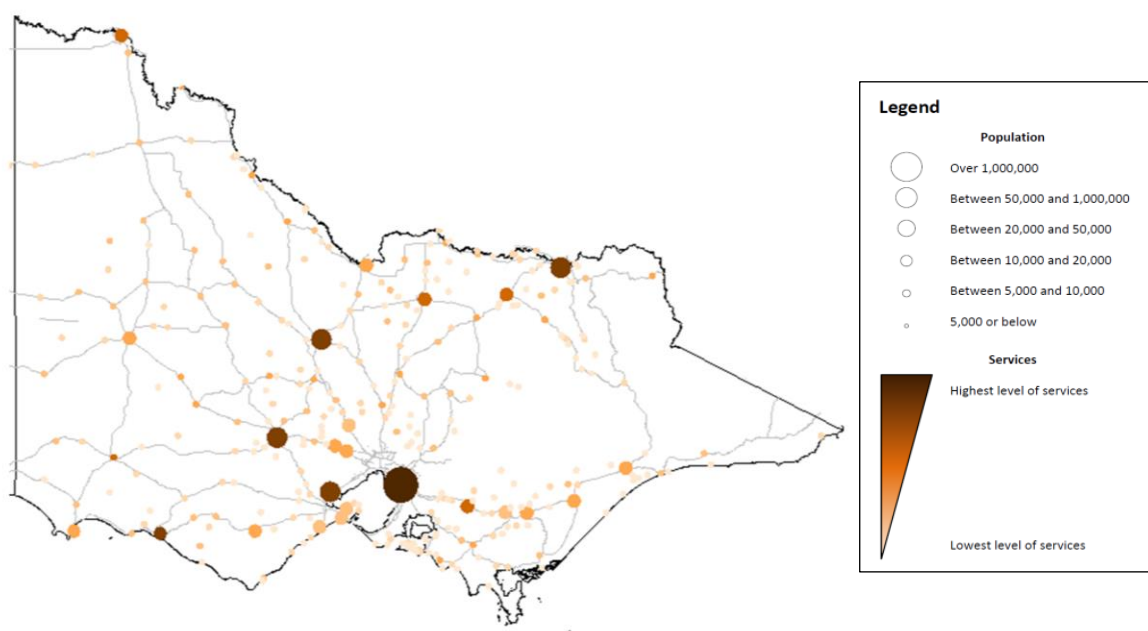 Legend
Population
Over 1,000,000
Between 50,000 and 1,000,000
Between 20,000 and 50,000
Between 10,000 and 20,000
Between 5,000 and 10,000
5,000 or below
Services
Highest level of services
Lowest level of services